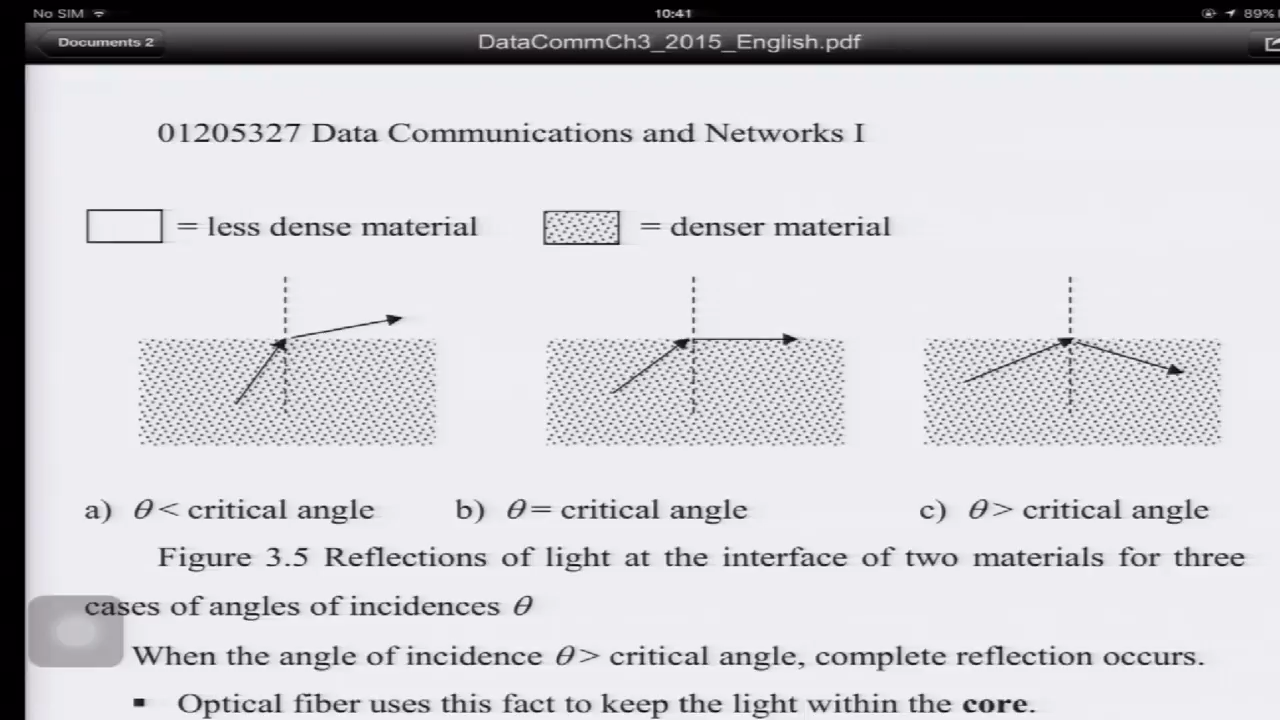 No SIM 10:41 89%
Documents 2 DataCommCh3_2015_English.pdf
01205327 Data Communications and Networks I
= less dense material = denser material
a) θ < critical angle b) θ = critical angle c) θ > critical angle
Figure 3.5 Reflections of light at the interface of two materials for three
cases of angles of incidences θ
When the angle of incidence θ > critical angle, complete reflection occurs.
▪ Optical fiber uses this fact to keep the light within the core.